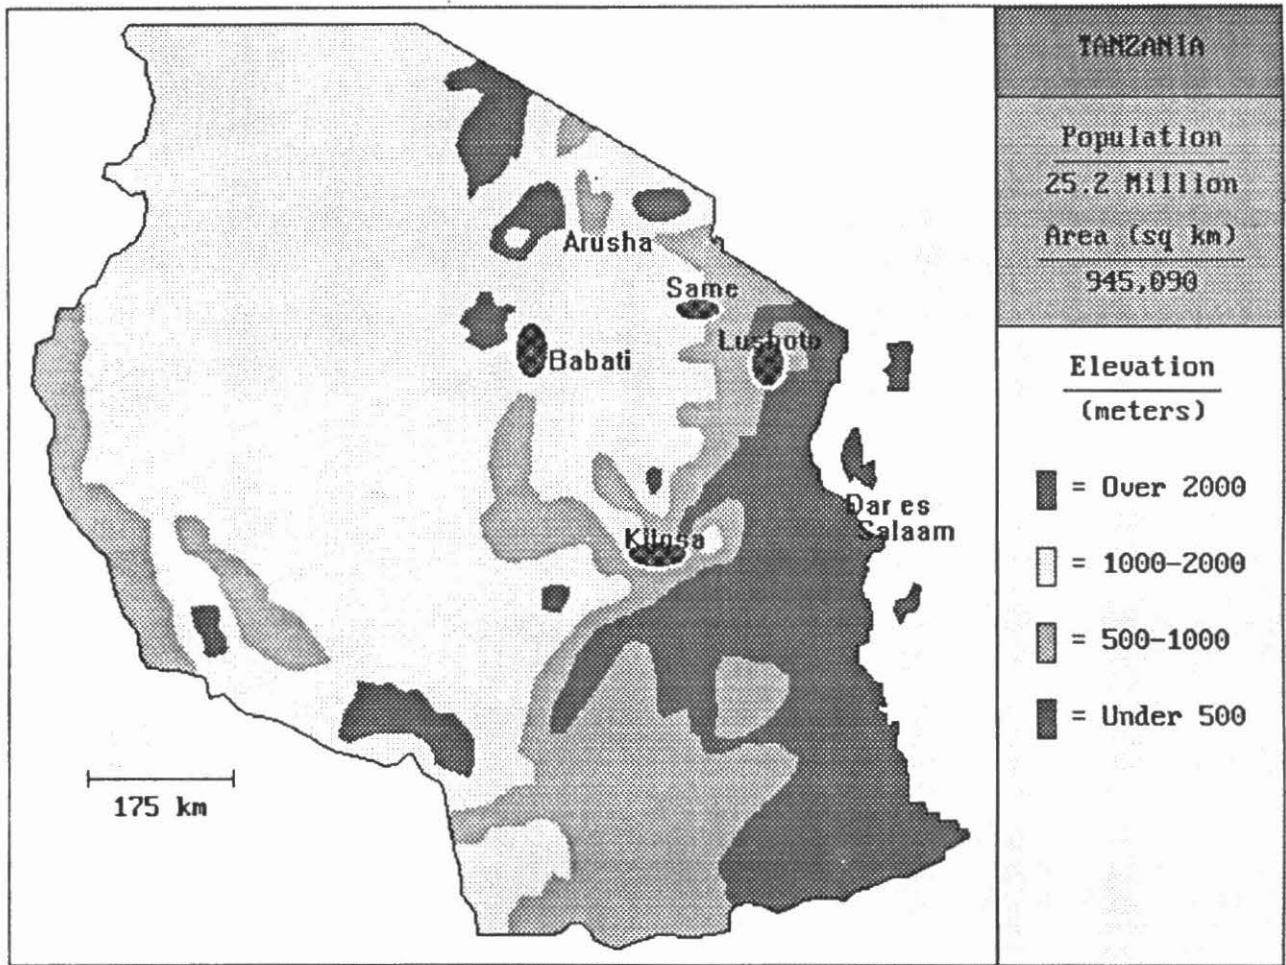 TANZANIA
Population
25.2 Million
Area (sq km)
945,090
Elevation
(meters)
= Over 2000
= 1000-2000
= 500-1000
= Under 500
Arusha
Same
Lushoto
Babati
Dar es
Salaam
Kilosa
175 km